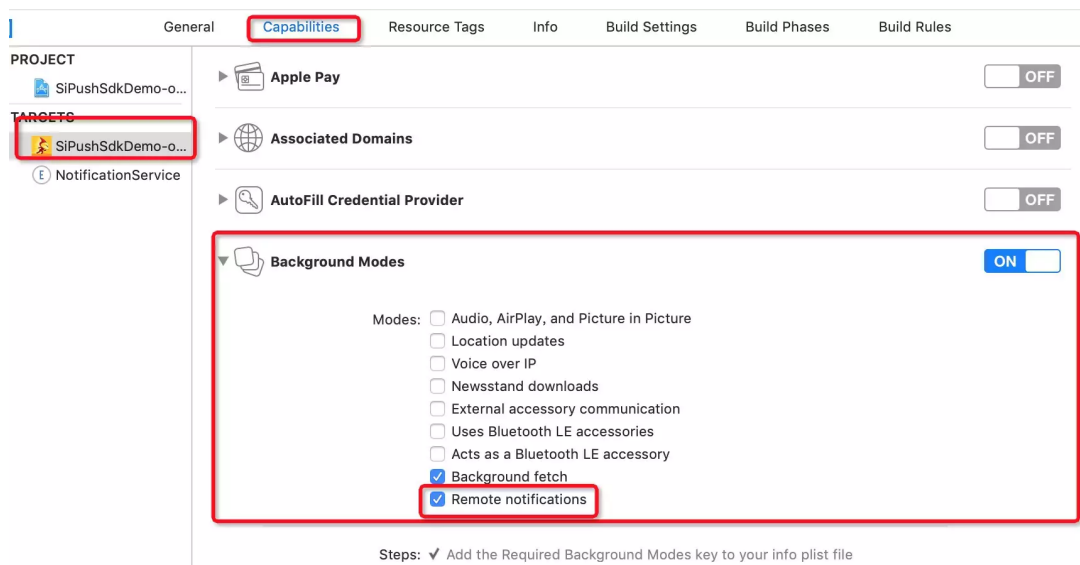 General Capabilities Resource Tags Info Build Settings Build Phases Build Rules
PROJECT
SiPushSdkDemo-o...
TARGETS
SiPushSdkDemo-o...
E NotificationService
Apple Pay OFF
Associated Domains OFF
AutoFill Credential Provider OFF
Background Modes ON
Modes: Audio, AirPlay, and Picture in Picture
Location updates
Voice over IP
Newsstand downloads
External accessory communication
Uses Bluetooth LE accessories
Acts as a Bluetooth LE accessory
Background fetch
Remote notifications
Steps: ✓ Add the Required Background Modes key to your info plist file